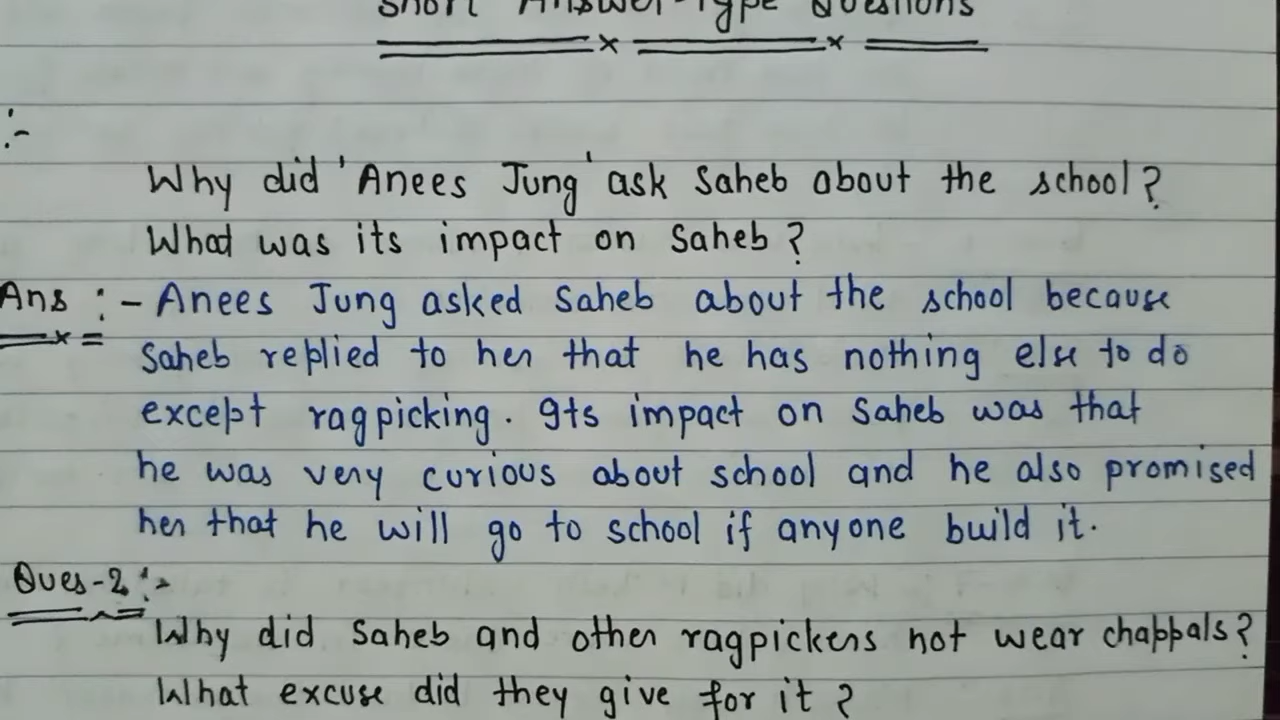 Short Answer-Type Questions
:-
Why did 'Anees Jung' ask Saheb about the school?
What was its impact on Saheb?
Ans :- Anees Jung asked Saheb about the school because
Saheb replied to her that he has nothing else to do
except ragpicking. Its impact on Saheb was that
he was very curious about school and he also promised
her that he will go to school if anyone build it.
Ques-2:-
Why did Saheb and other ragpickers not wear chappals?
What excuse did they give for it?